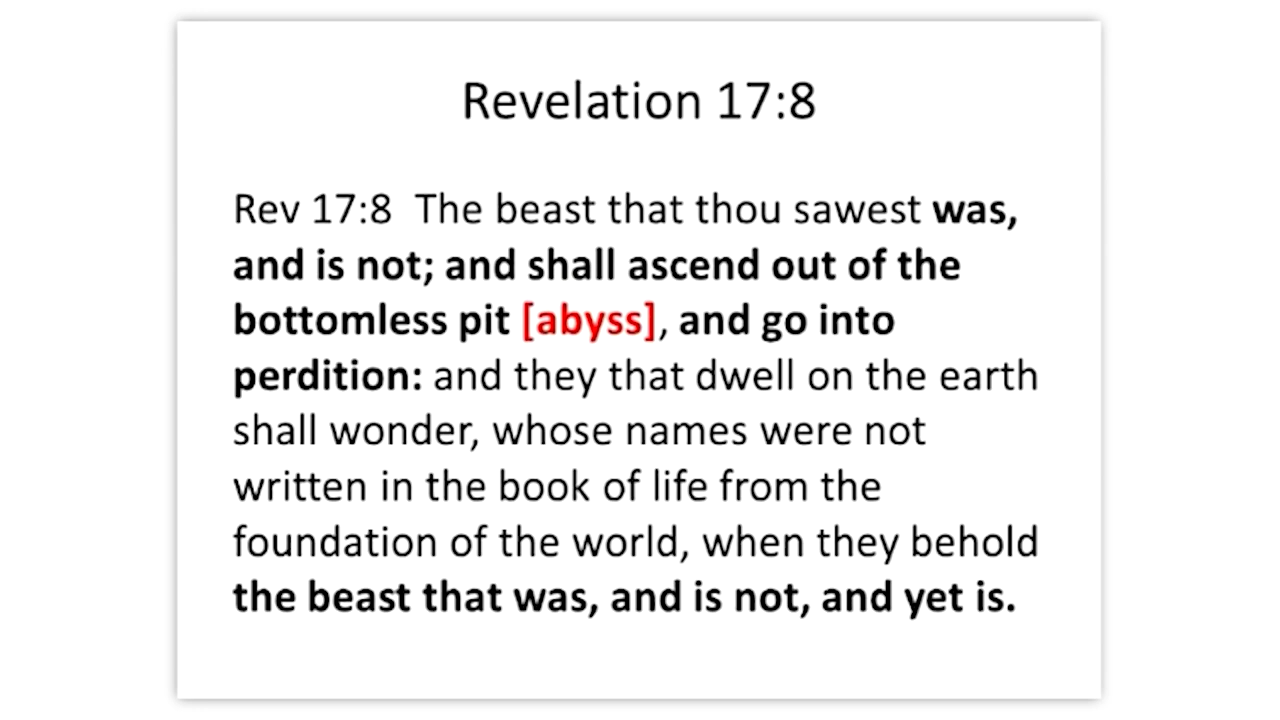 Revelation 17:8
Rev 17:8  The beast that thou sawest was,
and is not; and shall ascend out of the
bottomless pit [abyss], and go into
perdition: and they that dwell on the earth
shall wonder, whose names were not
written in the book of life from the
foundation of the world, when they behold
the beast that was, and is not, and yet is.